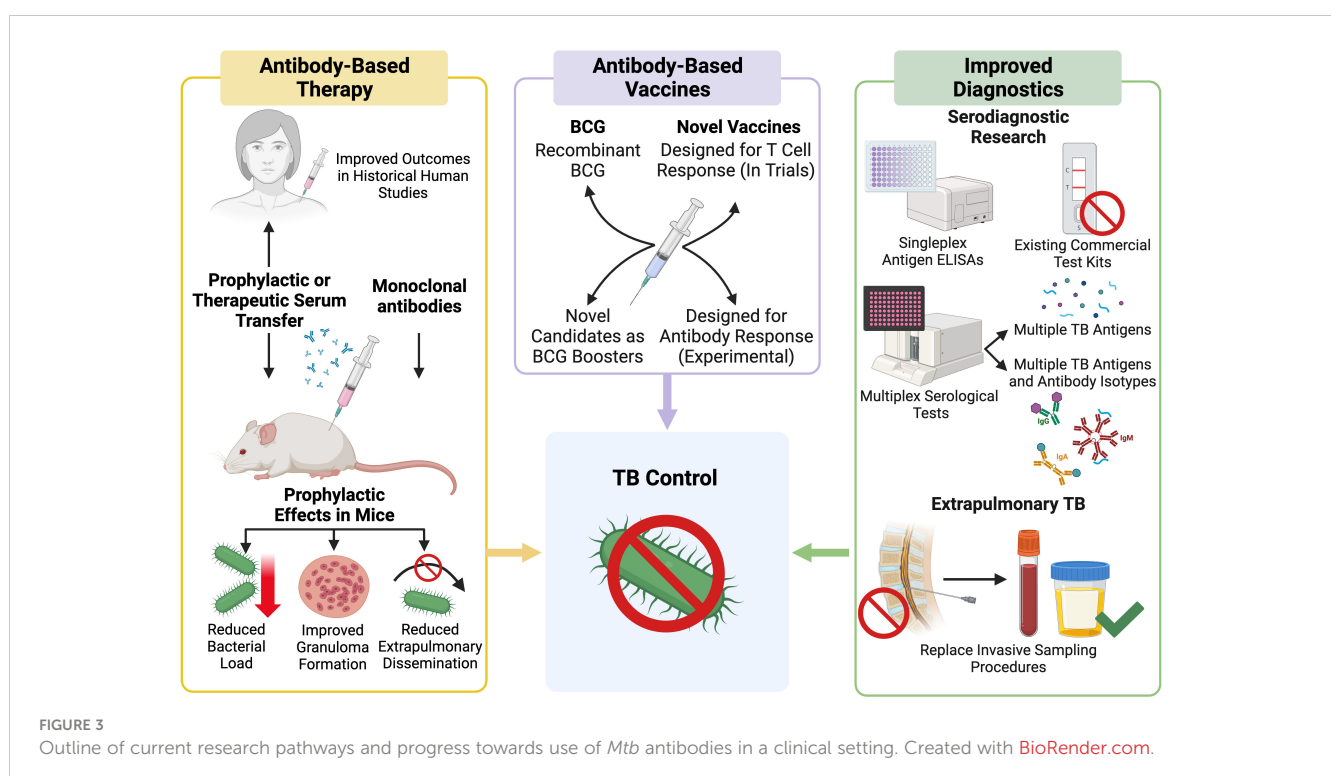 Antibody-Based
Therapy
Improved Outcomes
in Historical Human
Studies
Prophylactic or
Therapeutic Serum
Transfer
Monoclonal
antibodies
Prophylactic
Effects in Mice
Reduced
Bacterial
Load
Improved
Granuloma
Formation
Reduced
Extrapulmonary
Dissemination
Antibody-Based
Vaccines
BCG
Recombinant
BCG
Novel Vaccines
Designed for T Cell
Response (In Trials)
Novel
Candidates as
BCG Boosters
Designed for
Antibody Response
(Experimental)
TB Control
Improved
Diagnostics
Serodiagnostic
Research
Singleplex
Antigen ELISAs
C
T
S
Existing Commercial
Test Kits
Multiplex Serological
Tests
Multiple TB Antigens
Multiple TB Antigens
and Antibody Isotypes
IgG
IgM
IgA
Extrapulmonary TB
Replace Invasive Sampling
Procedures
FIGURE 3
Outline of current research pathways and progress towards use of Mtb antibodies in a clinical setting. Created with BioRender.com.